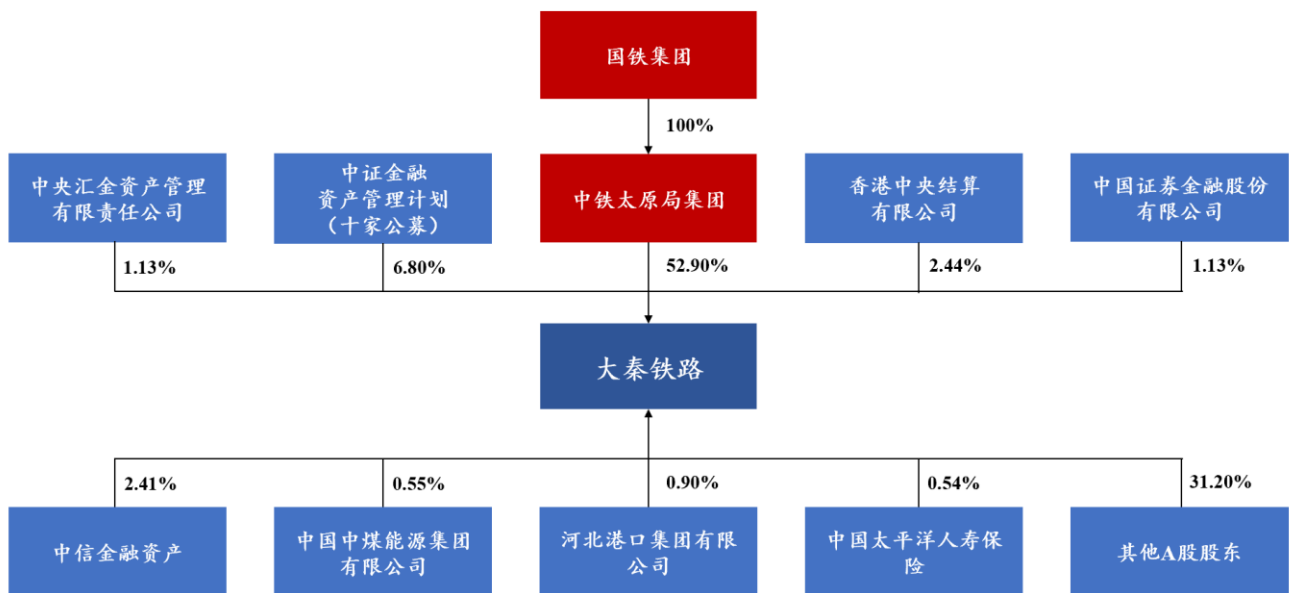 国铁集团
100%
中央汇金资产管理
有限责任公司
中证金融
资产管理计划
（十家公募）
中铁太原局集团
香港中央结算
有限公司
中国证券金融股份
有限公司
1.13%
6.80%
52.90%
2.44%
1.13%
大秦铁路
2.41%
0.55%
0.90%
0.54%
31.20%
中信金融资产
中国中煤能源集团
有限公司
河北港口集团有限
公司
中国太平洋人寿保
险
其他A股股东